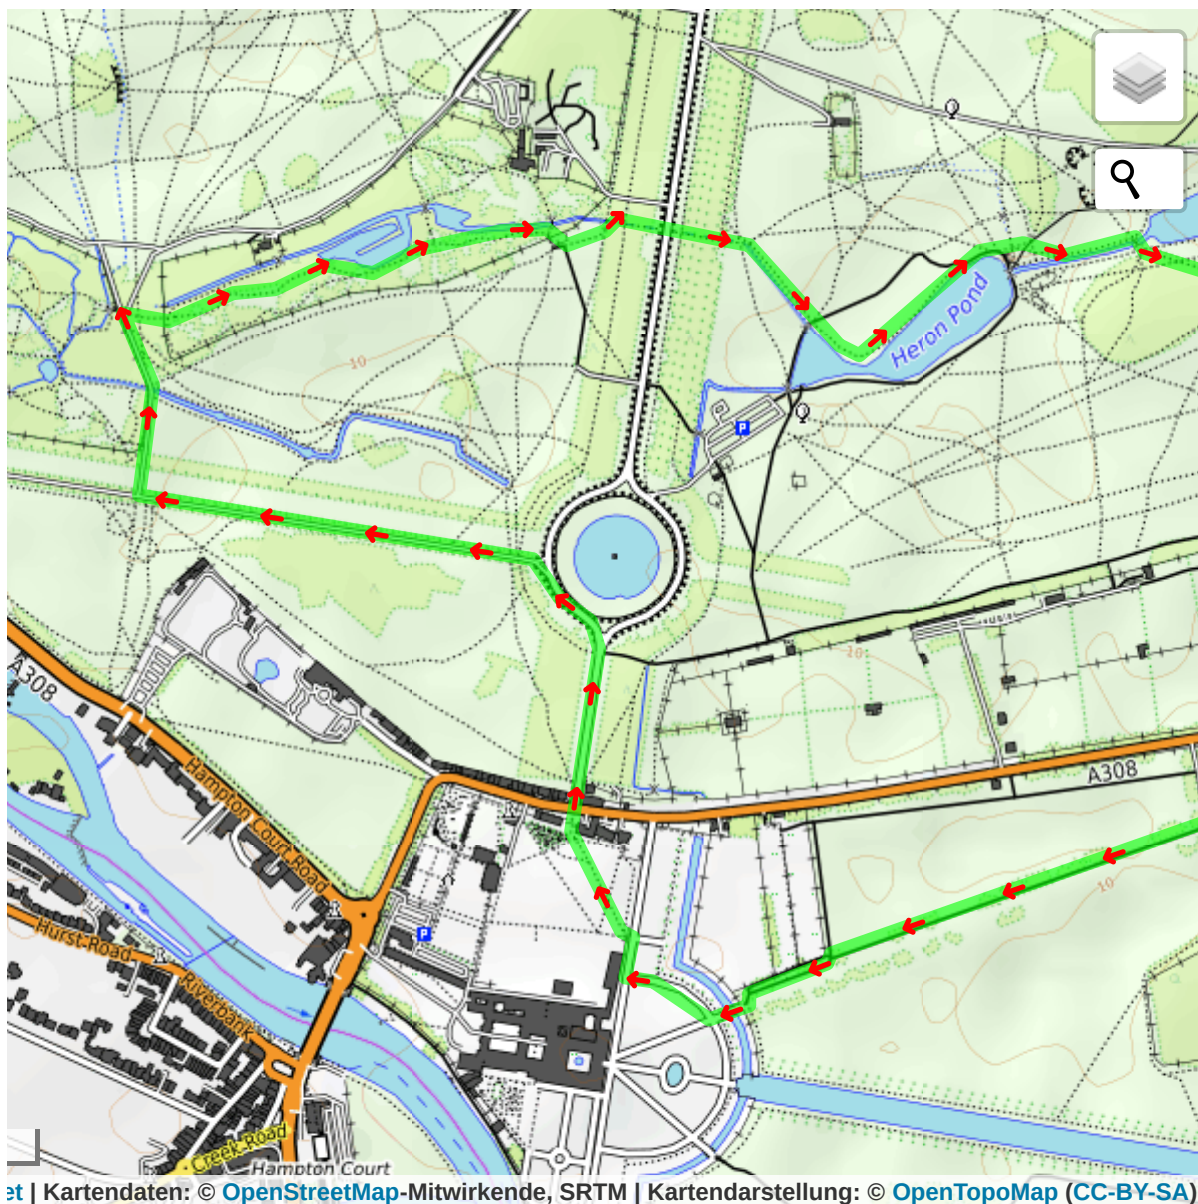 P
Heron Pond
10
10
A308
A308
Hampton Court Road
10
P
Hurst Road
Riverbank
Creek Road
Hampton Court
et | Kartendaten: © OpenStreetMap-Mitwirkende, SRTM | Kartendarstellung: © OpenTopoMap (CC-BY-SA)